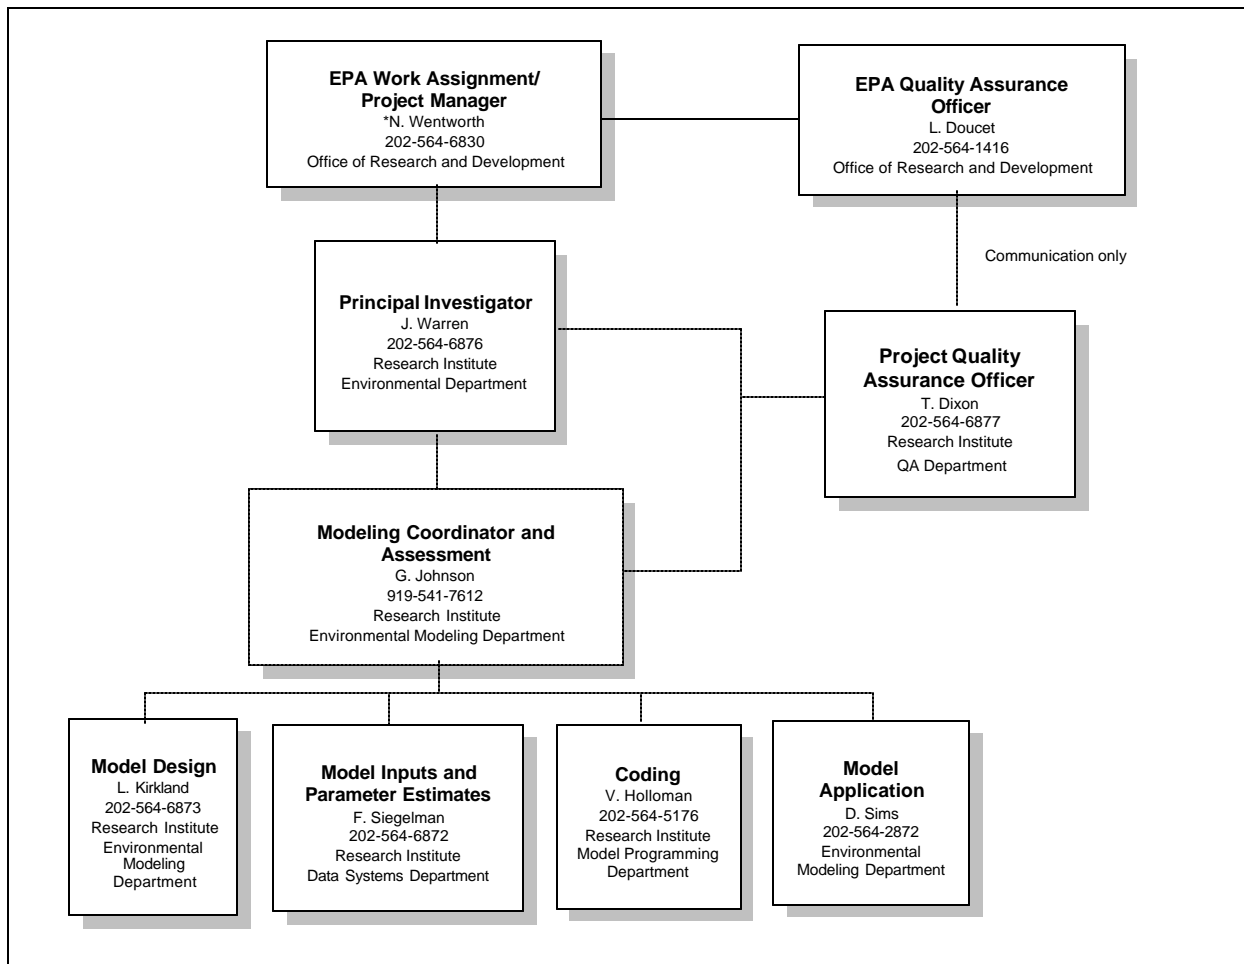 EPA Work Assignment/
Project Manager
*N. Wentworth
202-564-6830
Office of Research and Development
EPA Quality Assurance
Officer
L. Doucet
202-564-1416
Office of Research and Development
Communication only
Principal Investigator
J. Warren
202-564-6876
Research Institute
Environmental Department
Project Quality
Assurance Officer
T. Dixon
202-564-6877
Research Institute
QA Department
Modeling Coordinator and
Assessment
G. Johnson
919-541-7612
Research Institute
Environmental Modeling Department
Model Design
L. Kirkland
202-564-6873
Research Institute
Environmental
Modeling
Department
Model Inputs and
Parameter Estimates
F. Siegelman
202-564-6872
Research Institute
Data Systems Department
Coding
V. Holloman
202-564-5176
Research Institute
Model Programming
Department
Model
Application
D. Sims
202-564-2872
Environmental
Modeling Department